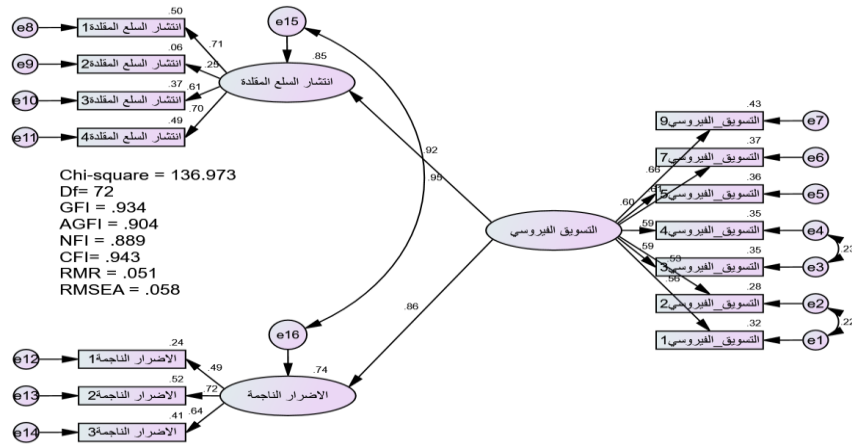 e8
.50
انتشار السلع المقلدة1
.71
e9
.06
انتشار السلع المقلدة2
.25
e10
.37
انتشار السلع المقلدة3
.61
e11
.49
انتشار السلع المقلدة4
.70
e15
.85
انتشار السلع المقلدة
.92
.95
Chi-square = 136.973
Df= 72
GFI = .934
AGFI = .904
NFI = .889
CFI= .943
RMR = .051
RMSEA = .058
التسويق الفيروسي
.43
التسويق_الفيروسي9
e7
.66
.37
التسويق_الفيروسي7
e6
.61
.36
التسويق_الفيروسي5
e5
.60
.35
التسويق_الفيروسي4
e4
.59
.23
.35
التسويق_الفيروسي3
e3
.59
.28
التسويق_الفيروسي2
e2
.53
.22
.32
التسويق_الفيروسي1
e1
.56
.86
e16
.74
الاضرار الناجمة
.24
e12
الاضرار الناجمة1
.49
.52
e13
الاضرار الناجمة2
.72
.41
e14
الاضرار الناجمة3
.64